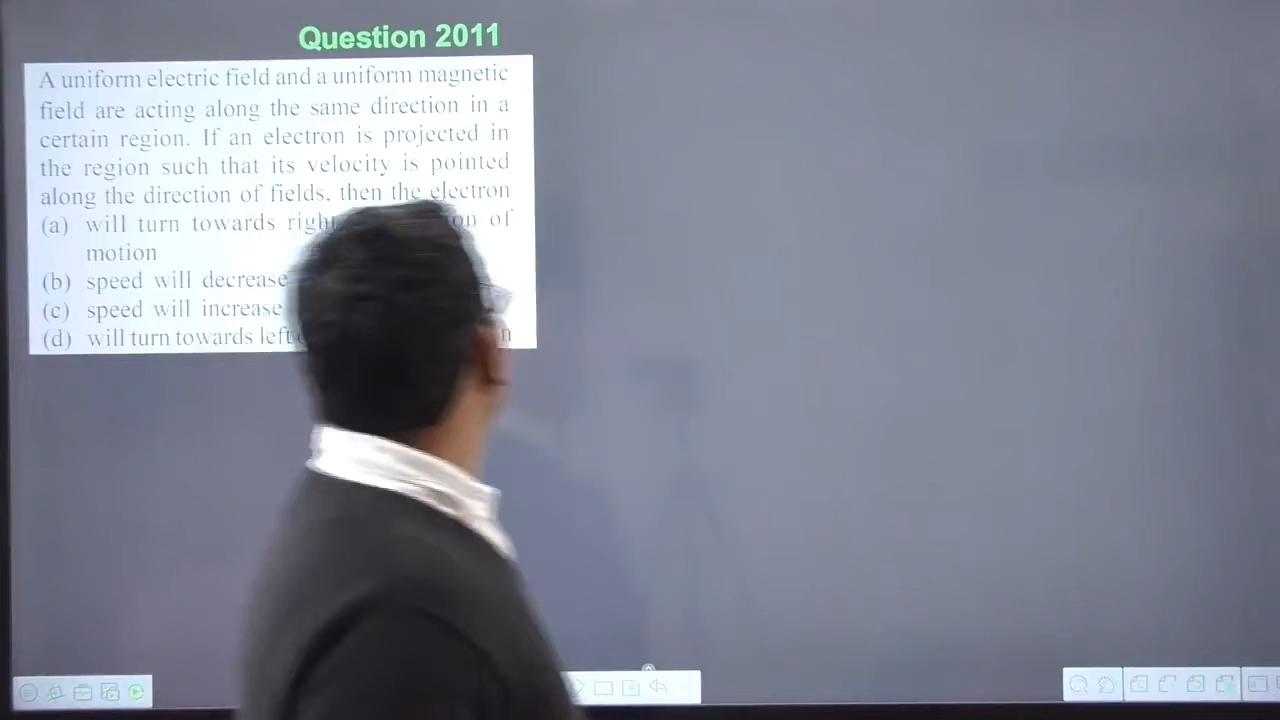 Question 2011
A uniform electric field and a uniform magnetic
field are acting along the same direction in a
certain region. If an electron is projected in
the region such that its velocity is pointed
along the direction of fields, then the electron
(a) will turn towards of
motion
(b) speed will decrease
(c) speed will increase
(d) will turn towards left